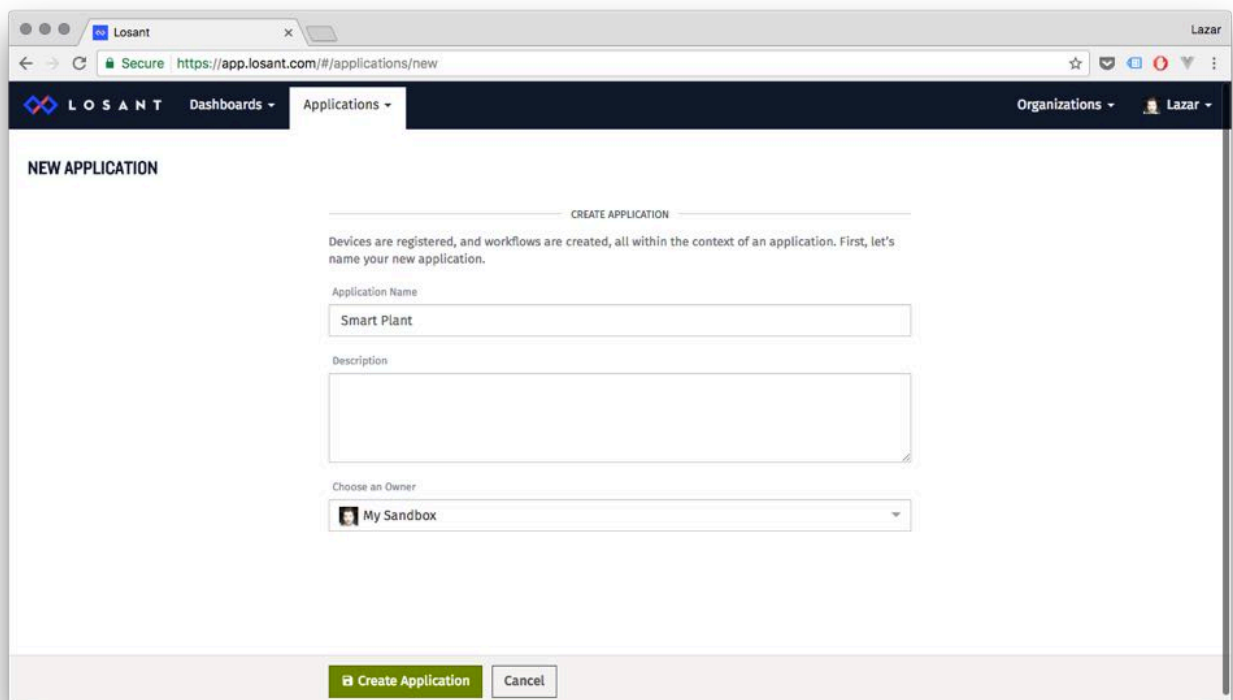 Losant
Lazar
Secure https://app.losant.com/#/applications/new
LOSANT Dashboards Applications Organizations Lazar
NEW APPLICATION
CREATE APPLICATION
Devices are registered, and workflows are created, all within the context of an application. First, let's
name your new application.
Application Name
Smart Plant
Description
Choose an Owner
My Sandbox
Create Application Cancel